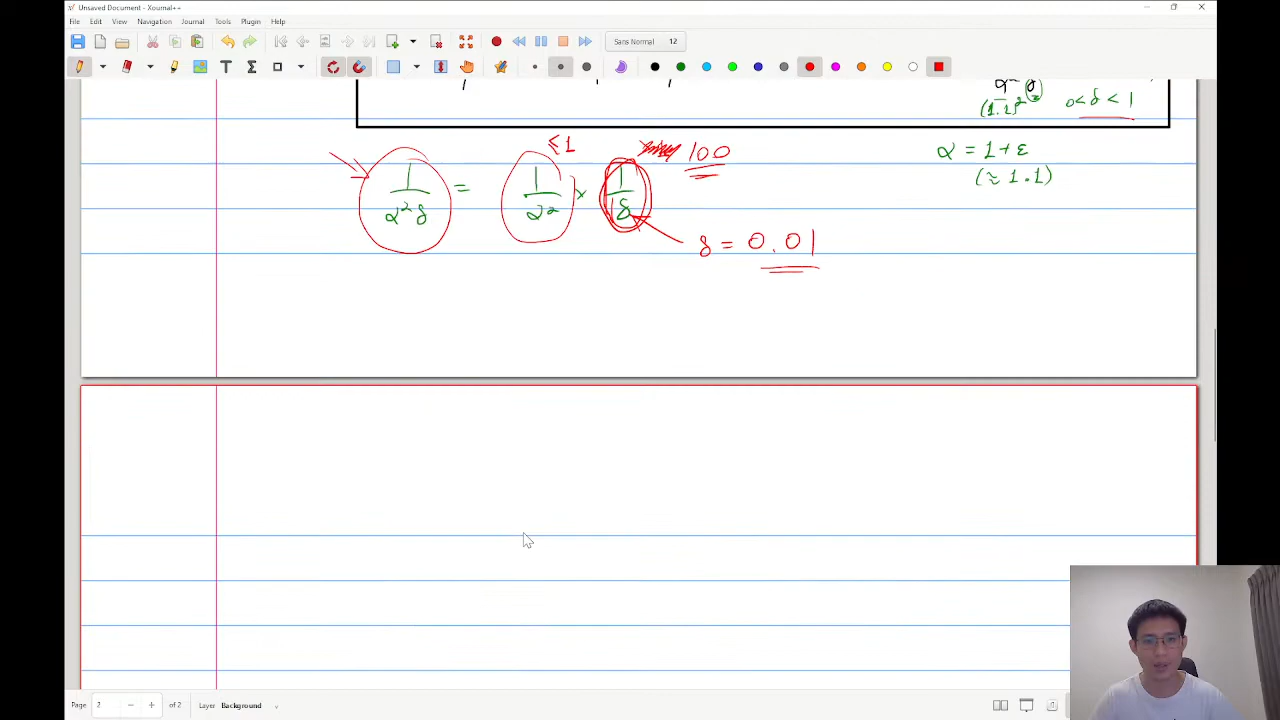 Unsaved Document - Xournal++
File Edit View Navigation Journal Tools Plugin Help
Sans Normal 12
(1.1)² 0 < δ < 1
≤ 1
100
α = 1 + ε
(≈ 1.1)
1/α²δ = 1/α² × 1/δ
δ = 0.01
Page 2 of 2 Layer Background